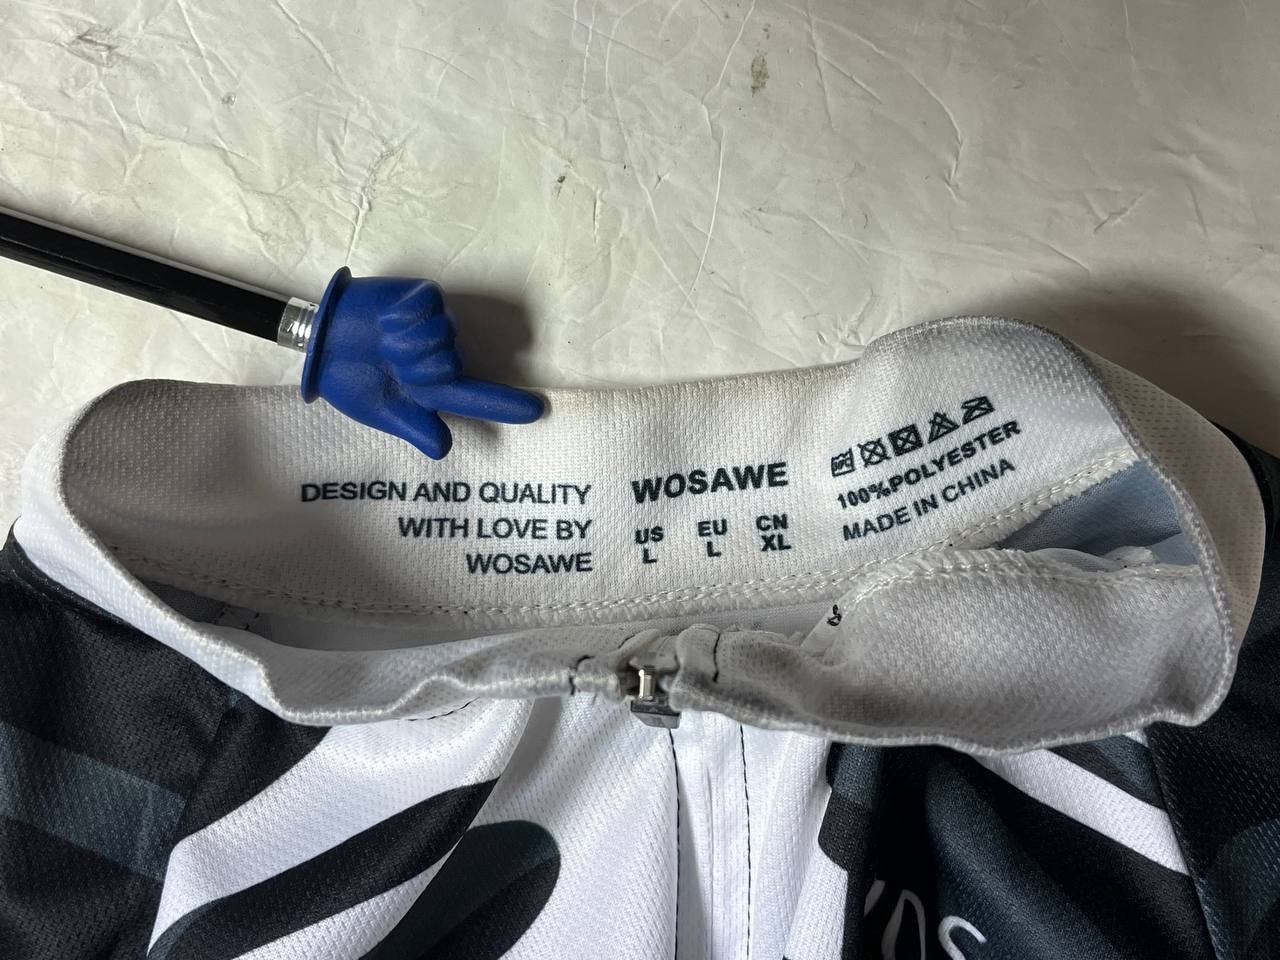 DESIGN AND QUALITY
WITH LOVE BY
WOSAWE
WOSAWE
US EU CN
L L XL
100%POLYESTER
MADE IN CHINA